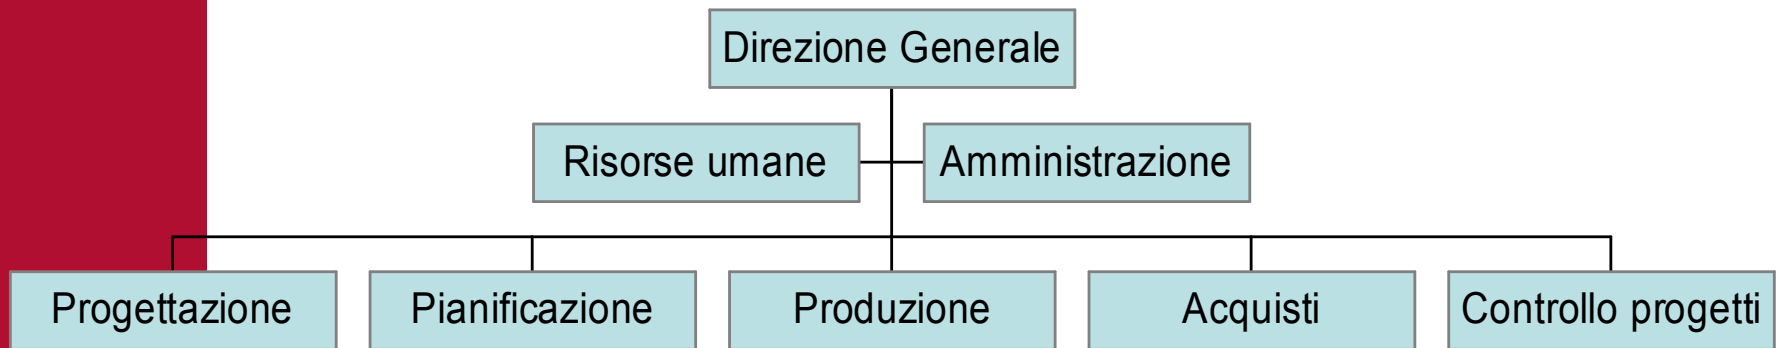 Direzione Generale
Risorse umane
Amministrazione
Progettazione
Pianificazione
Produzione
Acquisti
Controllo progetti